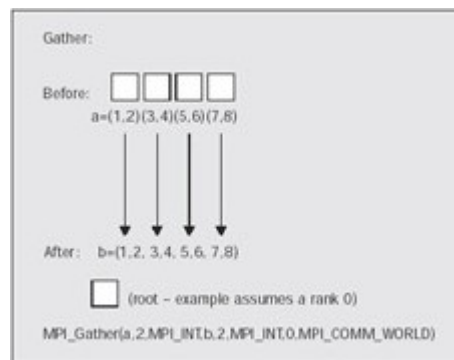 Gather:
Before:
a=(1,2)(3,4)(5,6)(7,8)
After: b=(1,2, 3,4, 5,6, 7,8)
(root – example assumes a rank 0)
MPI_Gather(a,2,MPI_INT,b,2,MPI_INT,0,MPI_COMM_WORLD)